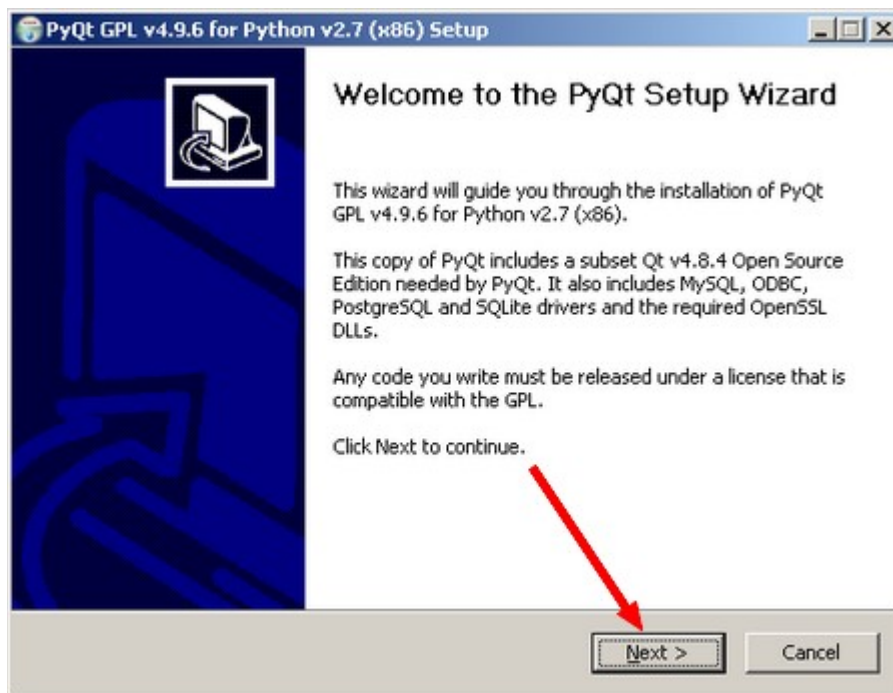 PyQt GPL v4.9.6 for Python v2.7 (x86) Setup
Welcome to the PyQt Setup Wizard
This wizard will guide you through the installation of PyQt
GPL v4.9.6 for Python v2.7 (x86).
This copy of PyQt includes a subset Qt v4.8.4 Open Source
Edition needed by PyQt. It also includes MySQL, ODBC,
PostgreSQL and SQLite drivers and the required OpenSSL
DLLs.
Any code you write must be released under a license that is
compatible with the GPL.
Click Next to continue.
Next >
Cancel